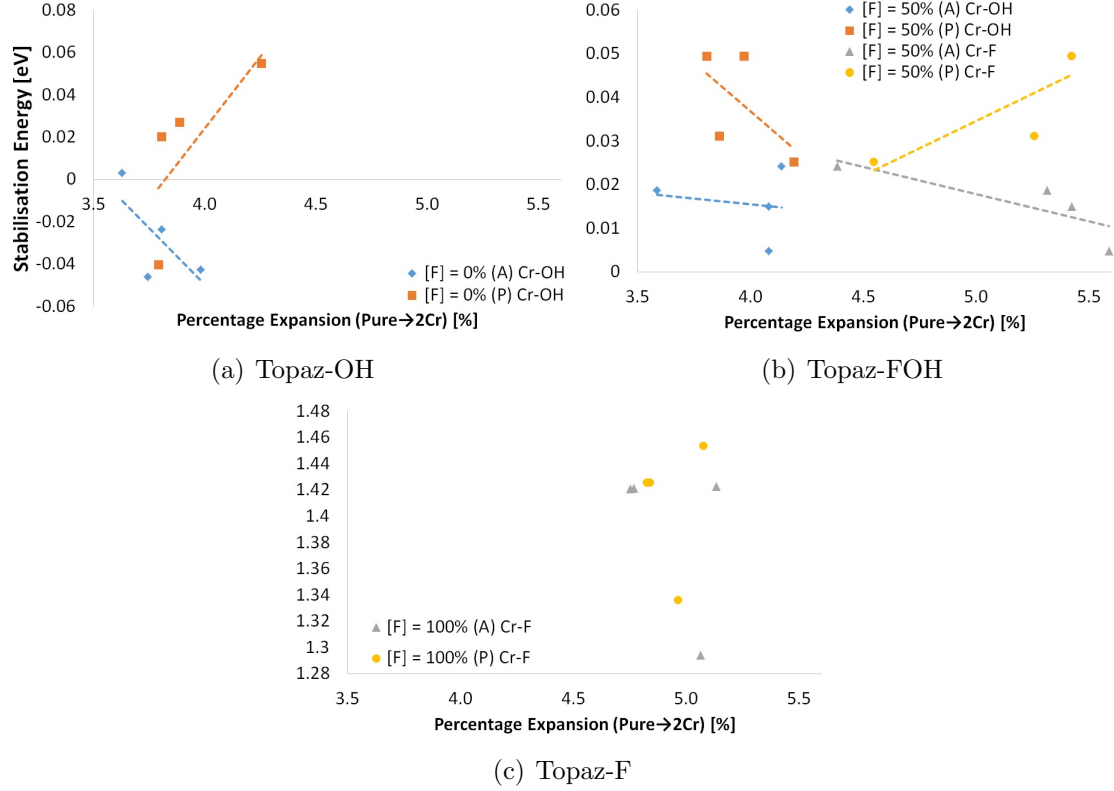 Stabilisation Energy [eV]
0.08
0.06
0.04
0.02
0
-0.02
-0.04
-0.06
3.5 4.0 4.5 5.0 5.5
[F] = 0% (A) Cr-OH
[F] = 0% (P) Cr-OH
Percentage Expansion (Pure→2Cr) [%]
(a) Topaz-OH
0.06
0.05
0.04
0.03
0.02
0.01
0
[F] = 50% (A) Cr-OH
[F] = 50% (P) Cr-OH
[F] = 50% (A) Cr-F
[F] = 50% (P) Cr-F
3.5 4.0 4.5 5.0 5.5
Percentage Expansion (Pure→2Cr) [%]
(b) Topaz-FOH
1.48
1.46
1.44
1.42
1.4
1.38
1.36
1.34
1.32
1.3
1.28
[F] = 100% (A) Cr-F
[F] = 100% (P) Cr-F
3.5 4.0 4.5 5.0 5.5
Percentage Expansion (Pure→2Cr) [%]
(c) Topaz-F